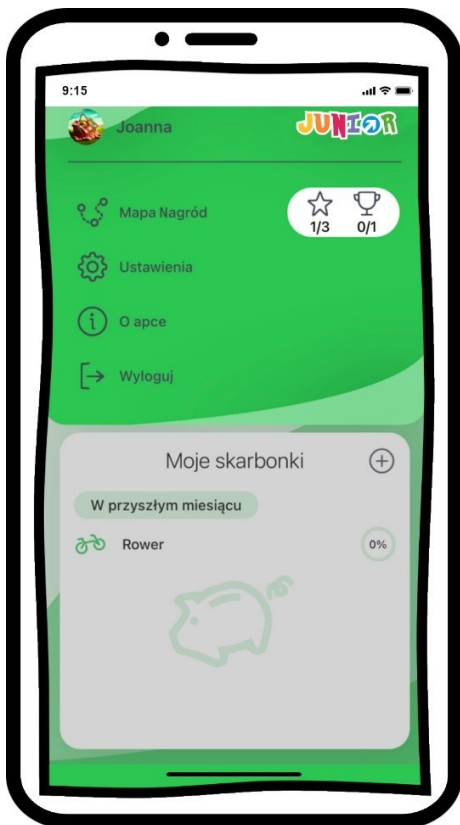 9:15
Joanna
JUNIOR
Mapa Nagród
1/3 0/1
Ustawienia
O apce
Wyloguj
Moje skarbonki
W przyszłym miesiącu
Rower 0%